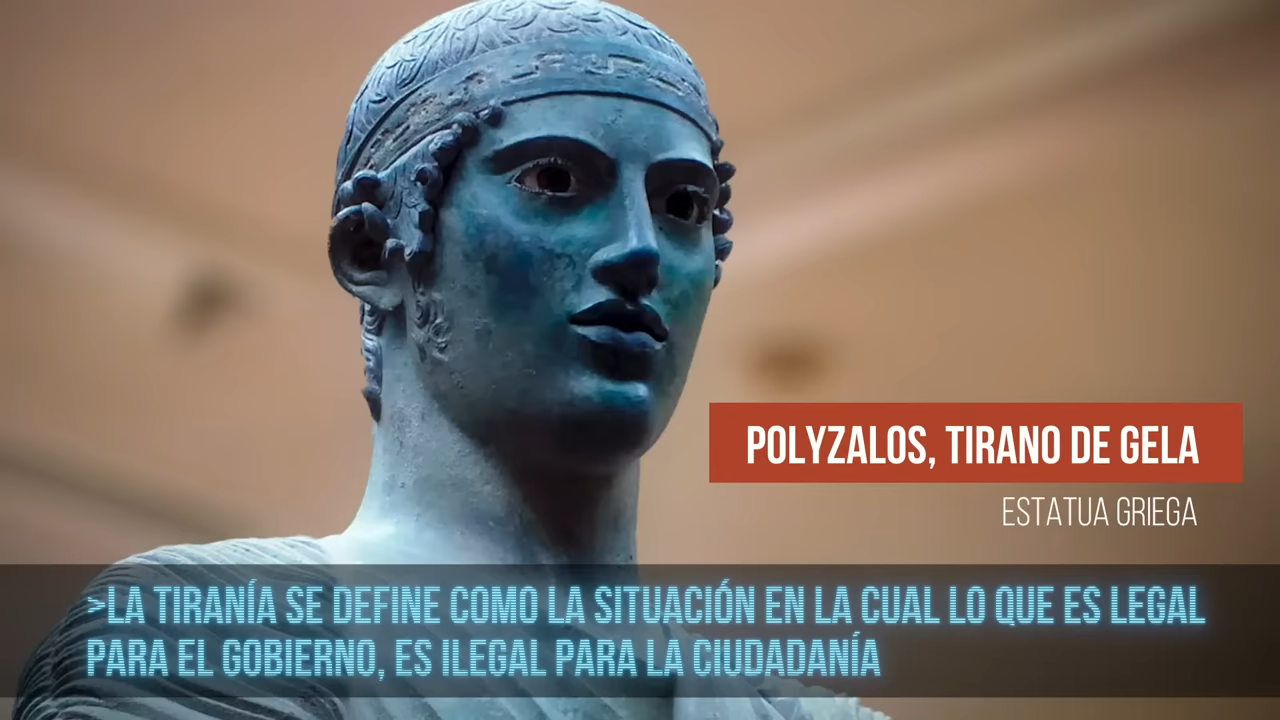 POLYZALOS, TIRANO DE GELA
ESTATUA GRIEGA
>LA TIRANÍA SE DEFINE COMO LA SITUACIÓN EN LA CUAL LO QUE ES LEGAL
PARA EL GOBIERNO, ES ILEGAL PARA LA CIUDADANÍA